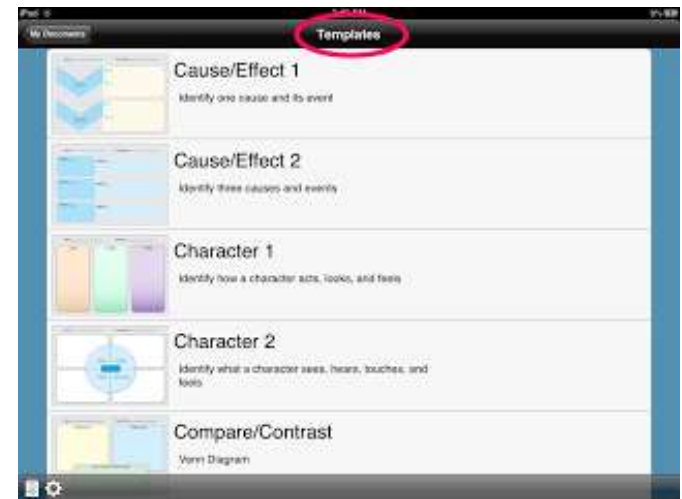 iPad
My Documents
Templates
Cause/Effect 1
Identify one cause and its event
Cause/Effect 2
Identify three causes and events
Character 1
Identify how a character acts, looks, and feels
Character 2
Identify what a character sees, hears, touches, and
feels
Compare/Contrast
Venn Diagram